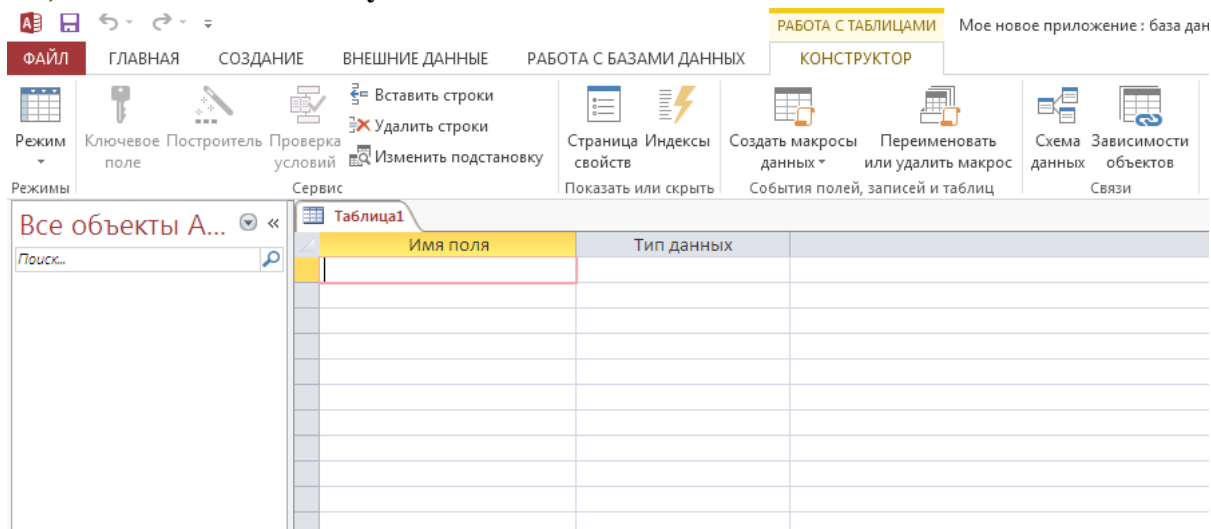 РАБОТА С ТАБЛИЦАМИ Мое новое приложение : база дан
ФАЙЛ ГЛАВНАЯ СОЗДАНИЕ ВНЕШНИЕ ДАННЫЕ РАБОТА С БАЗАМИ ДАННЫХ КОНСТРУКТОР
Режим
Ключевое поле
Построитель
Проверка условий
Вставить строки
Удалить строки
Изменить подстановку
Страница свойств
Индексы
Создать макросы данных
Переименовать или удалить макрос
Схема данных
Зависимости объектов
Режимы Сервис Показать или скрыть События полей, записей и таблиц Связи
Все объекты A... «
Поиск...
Таблица1
Имя поля Тип данных